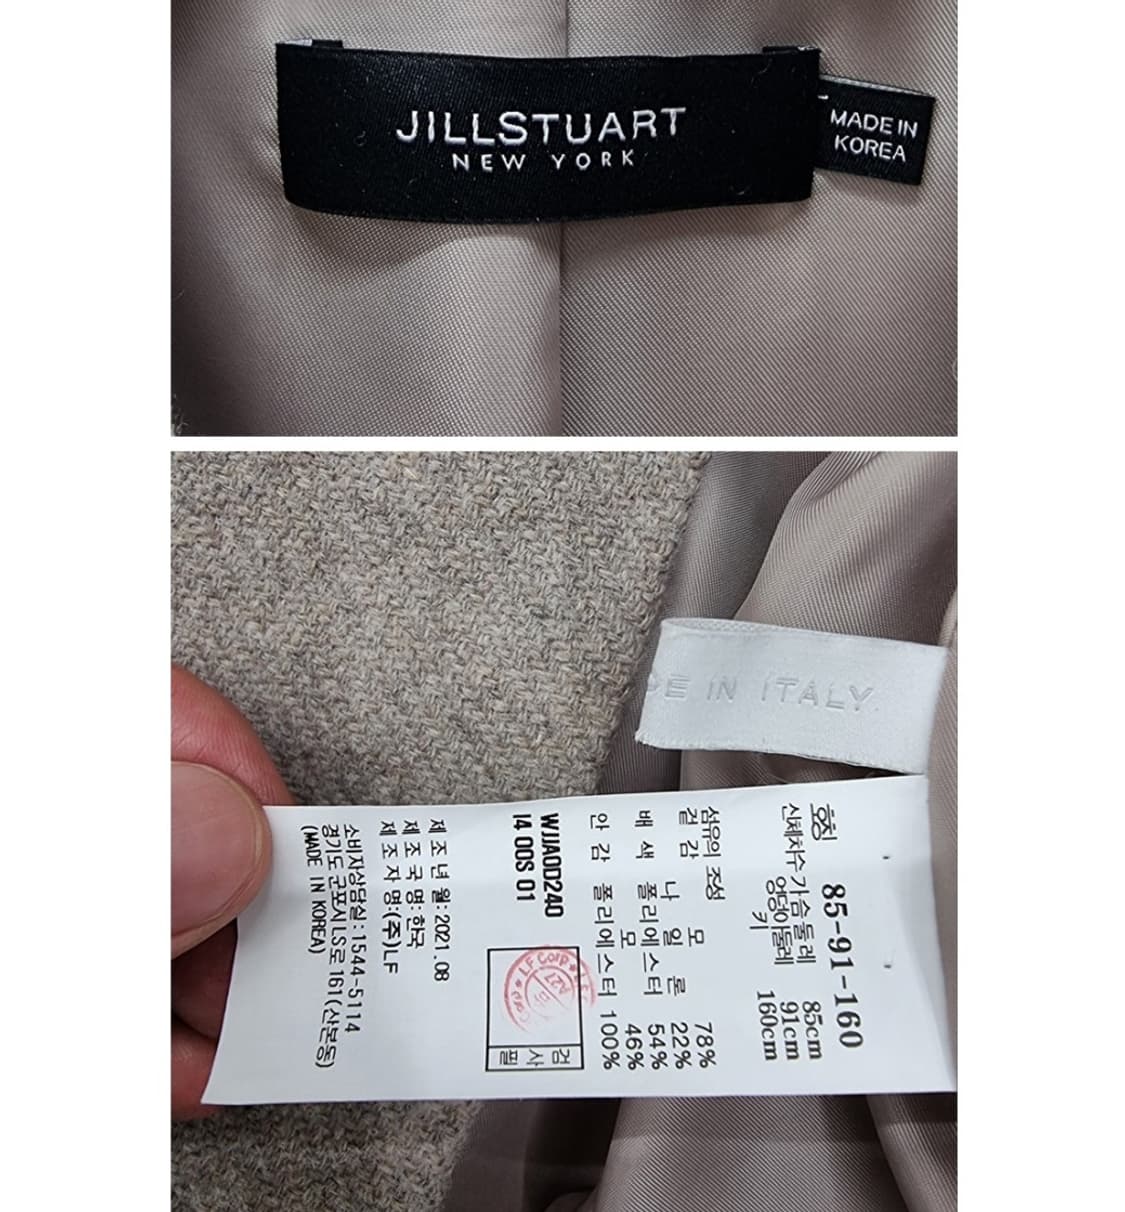 JILLSTUART
NEW YORK
MADE IN
KOREA
DE IN ITALY
호칭 85-91-160
신체치수 가슴둘레 85cm
엉덩이둘레 91cm
키 160cm
섬유의 조성
겉감 모 78%
나일론 22%
배색 폴리에스터 54%
모 46%
안감 폴리에스터 100%
WJJA0D240
14 OOS 01
검사필
LF Corp
제조년월:2021.08
제조국명:한국
제조자명:(주)LF
소비자상담실:1544-5114
경기도 군포시 LS로 161(산본동)
(MADE IN KOREA)